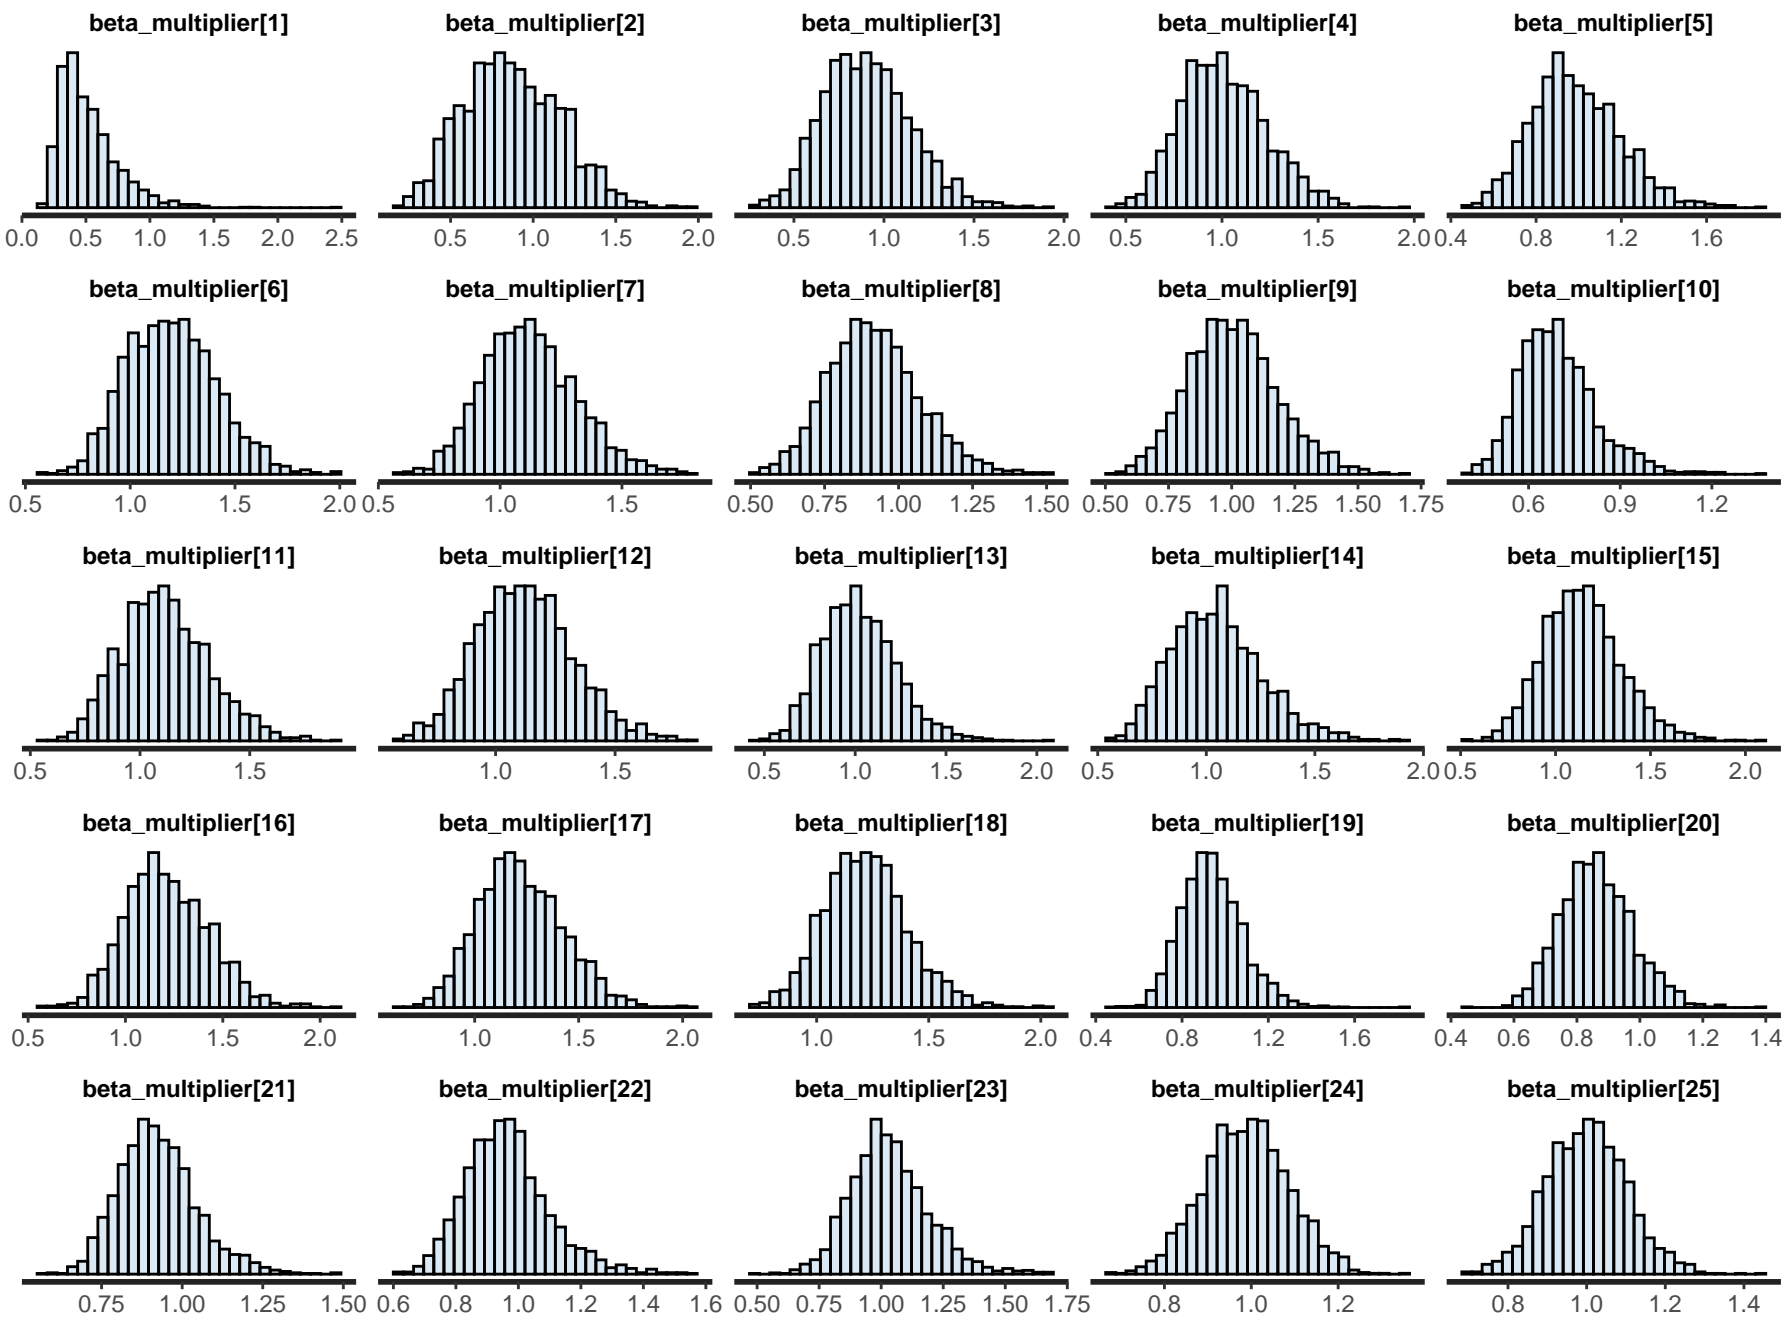 beta_multiplier[1] beta_multiplier[2] beta_multiplier[3] beta_multiplier[4] beta_multiplier[5]
0.0 0.5 1.0 1.5 2.0 2.5 0.5 1.0 1.5 2.0 0.5 1.0 1.5 2.0 0.5 1.0 1.5 2.0 0.4 0.8 1.2 1.6
beta_multiplier[6] beta_multiplier[7] beta_multiplier[8] beta_multiplier[9] beta_multiplier[10]
0.5 1.0 1.5 2.0 0.5 1.0 1.5 0.50 0.75 1.00 1.25 1.50 0.50 0.75 1.00 1.25 1.50 1.75 0.6 0.9 1.2
beta_multiplier[11] beta_multiplier[12] beta_multiplier[13] beta_multiplier[14] beta_multiplier[15]
0.5 1.0 1.5 1.0 1.5 0.5 1.0 1.5 2.0 0.5 1.0 1.5 2.0 0.5 1.0 1.5 2.0
beta_multiplier[16] beta_multiplier[17] beta_multiplier[18] beta_multiplier[19] beta_multiplier[20]
0.5 1.0 1.5 2.0 1.0 1.5 2.0 1.0 1.5 2.0 0.4 0.8 1.2 1.6 0.4 0.6 0.8 1.0 1.2 1.4
beta_multiplier[21] beta_multiplier[22] beta_multiplier[23] beta_multiplier[24] beta_multiplier[25]
0.75 1.00 1.25 1.50 0.6 0.8 1.0 1.2 1.4 1.6 0.50 0.75 1.00 1.25 1.50 1.75 0.8 1.0 1.2 0.8 1.0 1.2 1.4